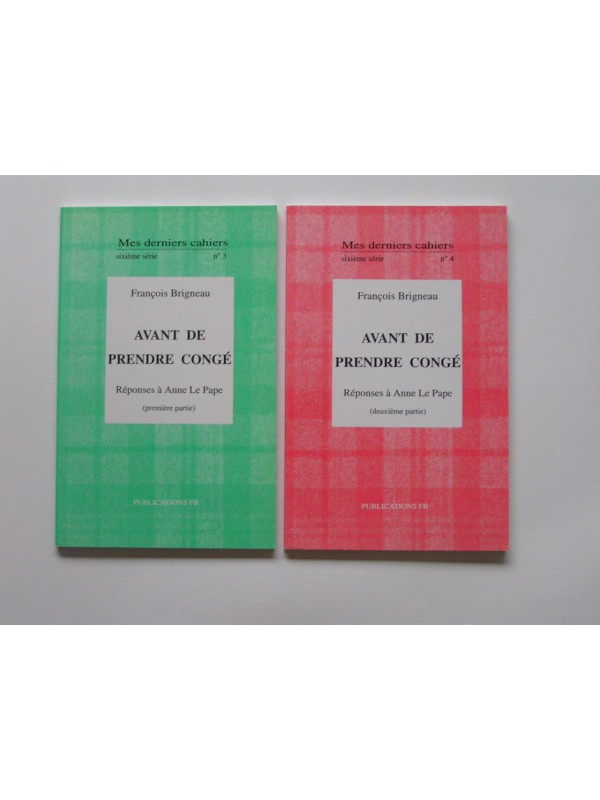 Mes derniers cahiers
sixième série n° 3
François Brigneau
AVANT DE
PRENDRE CONGÉ
Réponses à Anne Le Pape
(première partie)
PUBLICATIONS FB
Mes derniers cahiers
sixième série n° 4
François Brigneau
AVANT DE
PRENDRE CONGÉ
Réponses à Anne Le Pape
(deuxième partie)
PUBLICATIONS FB